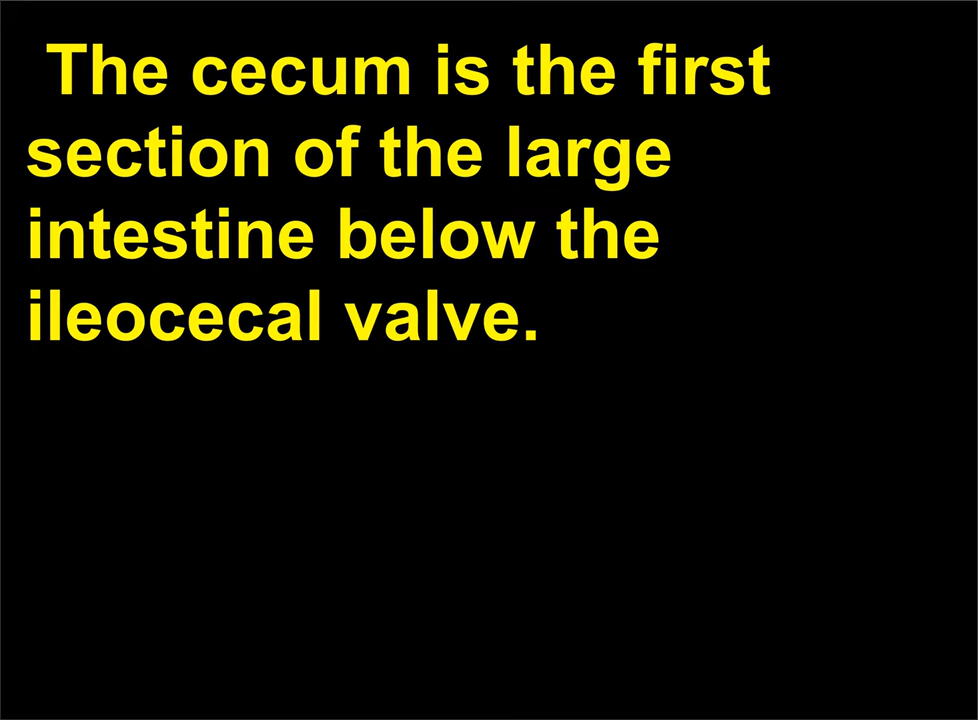 The cecum is the first
section of the large
intestine below the
ileocecal valve.